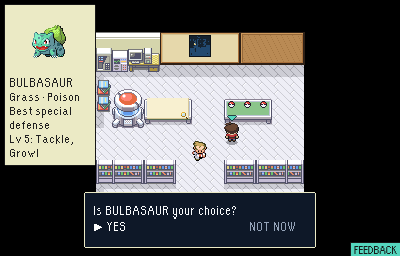 BULBASAUR
Grass · Poison
Best special
defense
Lv 5: Tackle,
Growl
Is BULBASAUR your choice?
▶ YES NOT NOW
FEEDBACK